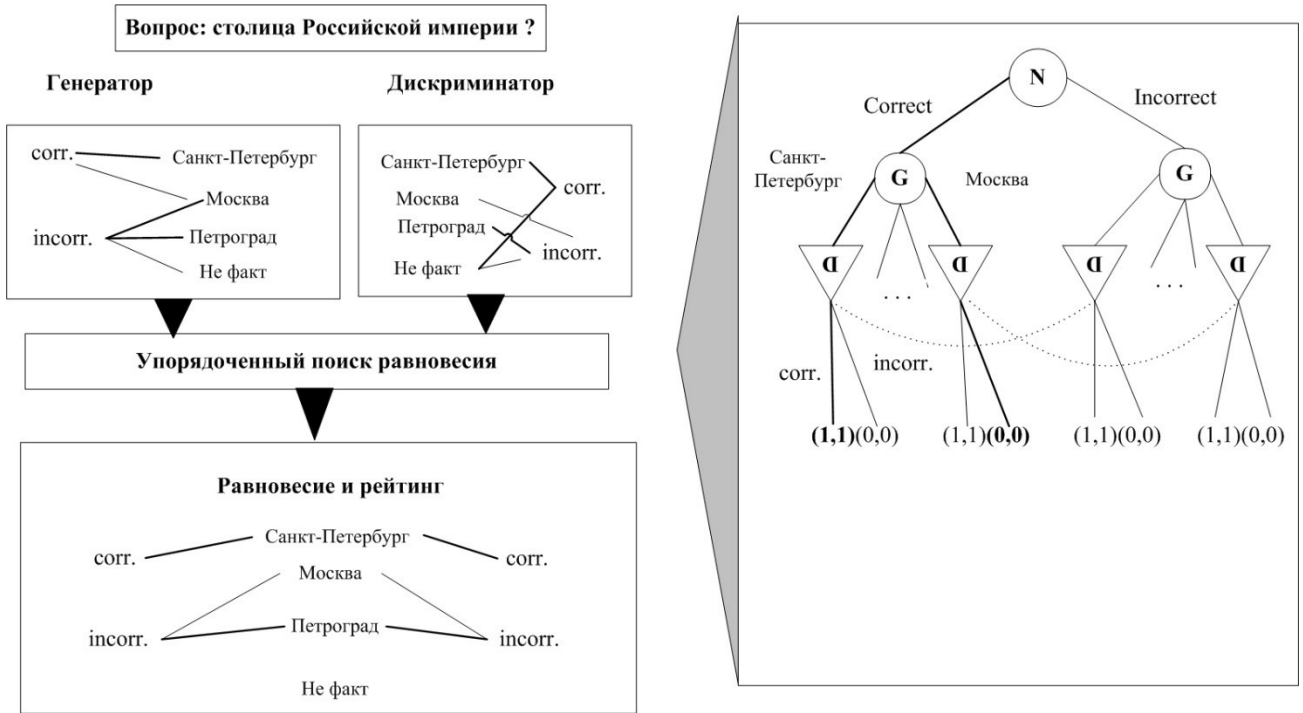 Вопрос: столица Российской империи ?
Генератор
Дискриминатор
corr.
Санкт-Петербург
Москва
incorr.
Петроград
Не факт
Санкт-Петербург
corr.
Москва
Петроград
incorr.
Не факт
Упорядоченный поиск равновесия
Равновесие и рейтинг
Санкт-Петербург
corr.
corr.
Москва
Петроград
incorr.
incorr.
Не факт
N
Correct
Incorrect
Санкт-
Петербург
G
Москва
G
D
D
D
D
. . .
. . .
corr.
incorr.
(1,1)(0,0)
(1,1)(0,0)
(1,1)(0,0)
(1,1)(0,0)